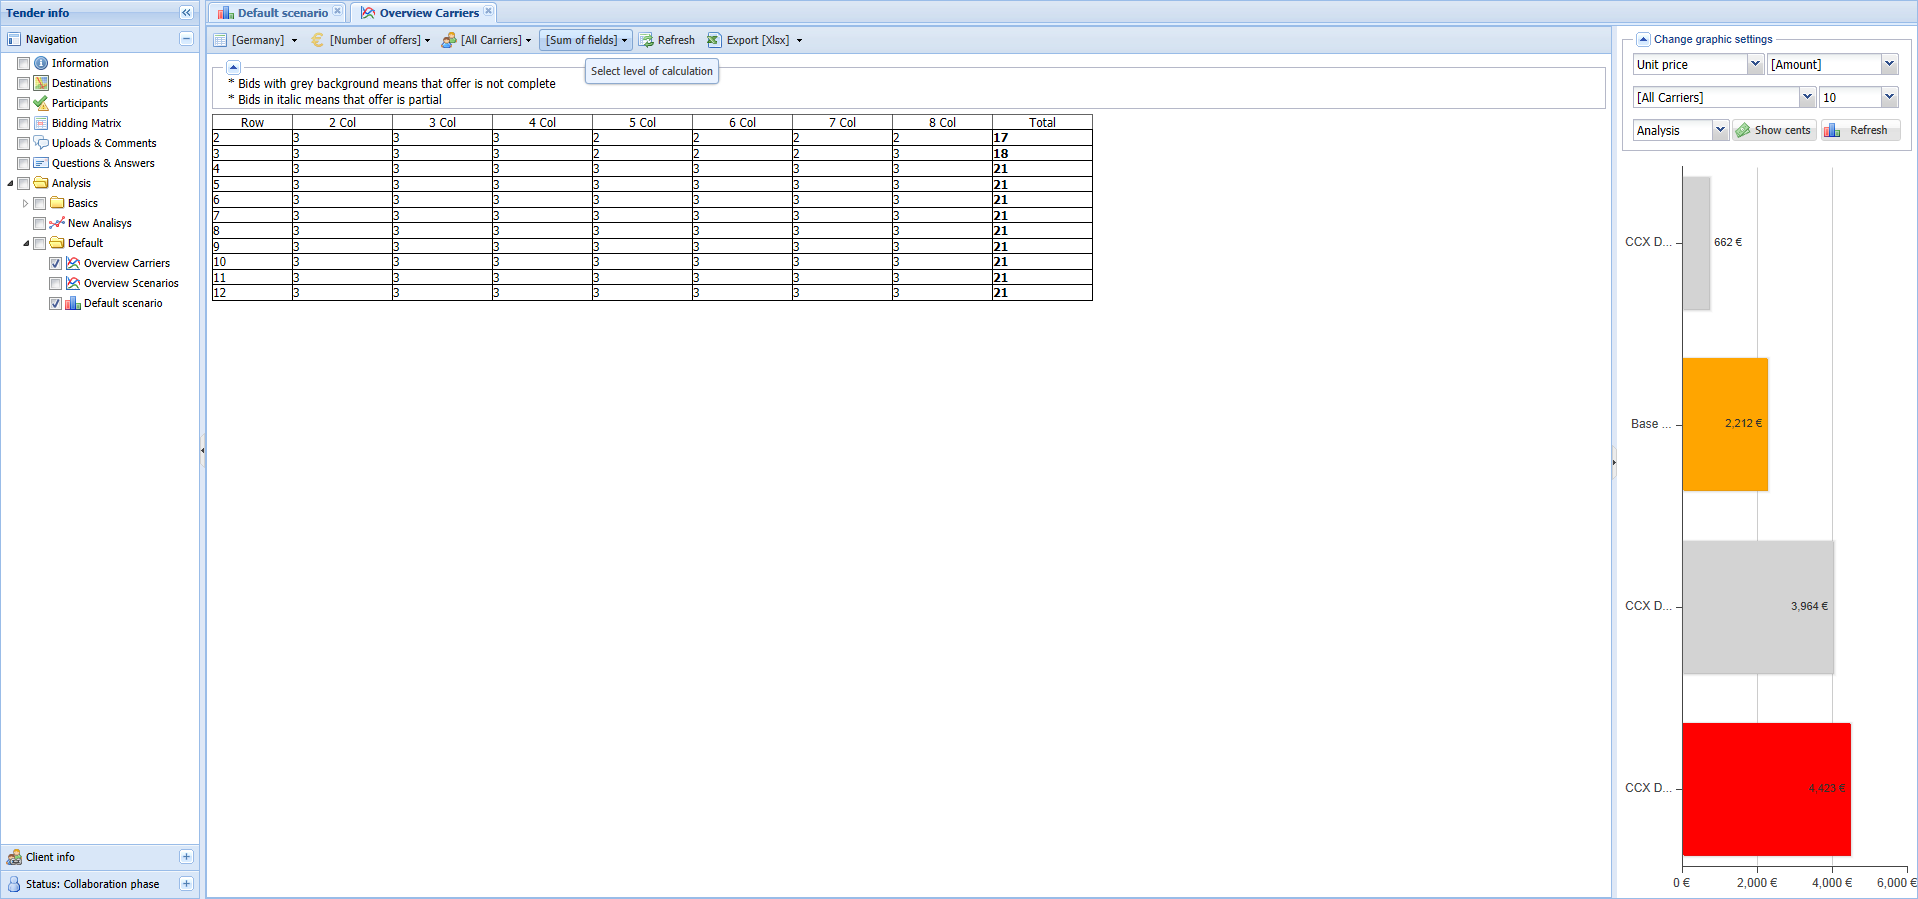 Tender info
Navigation
Information
Destinations
Participants
Bidding Matrix
Uploads & Comments
Questions & Answers
Analysis
Basics
New Analisys
Default
Overview Carriers
Overview Scenarios
Default scenario
Client info
Status: Collaboration phase
Default scenario Overview Carriers
[Germany] [Number of offers] [All Carriers] [Sum of fields] Refresh Export [Xlsx]
Select level of calculation
* Bids with grey background means that offer is not complete
* Bids in italic means that offer is partial
Row 2 Col 3 Col 4 Col 5 Col 6 Col 7 Col 8 Col Total
2 3 3 3 2 2 2 2 17
3 3 3 3 2 2 2 3 18
4 3 3 3 3 3 3 3 21
5 3 3 3 3 3 3 3 21
6 3 3 3 3 3 3 3 21
7 3 3 3 3 3 3 3 21
8 3 3 3 3 3 3 3 21
9 3 3 3 3 3 3 3 21
10 3 3 3 3 3 3 3 21
11 3 3 3 3 3 3 3 21
12 3 3 3 3 3 3 3 21
Change graphic settings
Unit price [Amount]
[All Carriers] 10
Analysis Show cents Refresh
CCX D... 662 €
Base ... 2,212 €
CCX D... 3,964 €
CCX D... 4,423 €
0 € 2,000 € 4,000 € 6,000 €